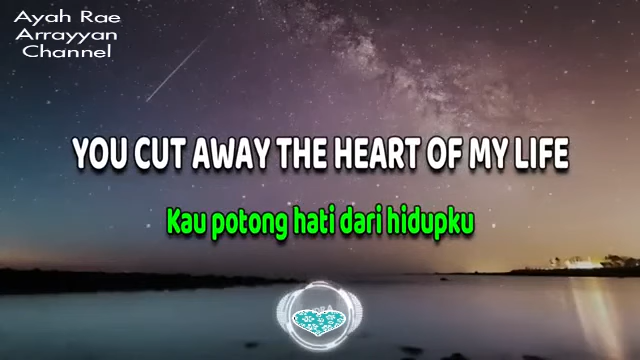 Ayah Rae
Arrayyan
Channel
YOU CUT AWAY THE HEART OF MY LIFE
Kau potong hati dari hidupku